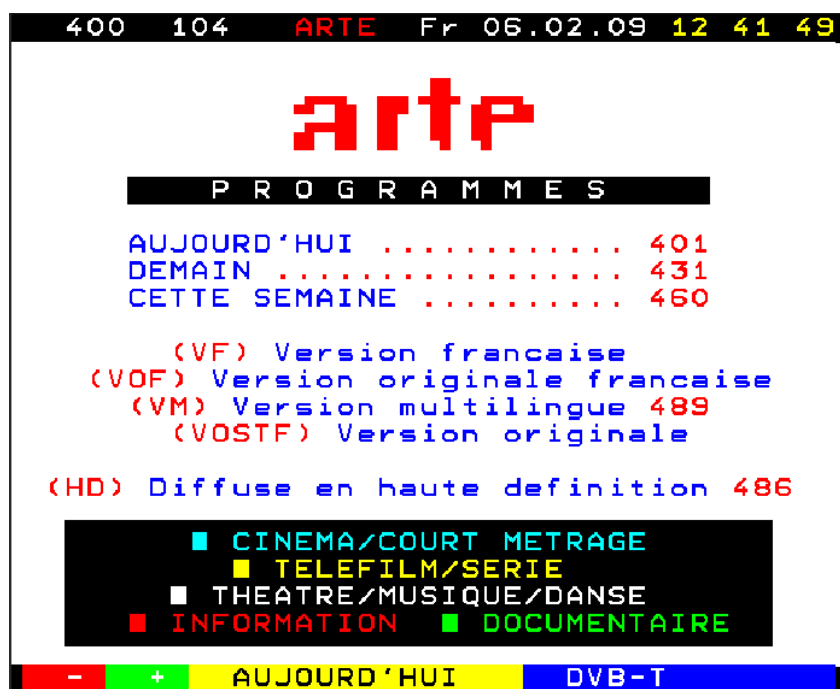 400 104 ARTE Fr 06.02.09 12 41 49
arte
PROGRAMMES
AUJOURD'HUI ............ 401
DEMAIN ................. 431
CETTE SEMAINE .......... 460
(VF) Version francaise
(VOF) Version originale francaise
(VM) Version multilingue 489
(VOSTF) Version originale
(HD) Diffuse en haute definition 486
CINEMA/COURT METRAGE
TELEFILM/SERIE
THEATRE/MUSIQUE/DANSE
INFORMATION DOCUMENTAIRE
- + AUJOURD'HUI DVB-T